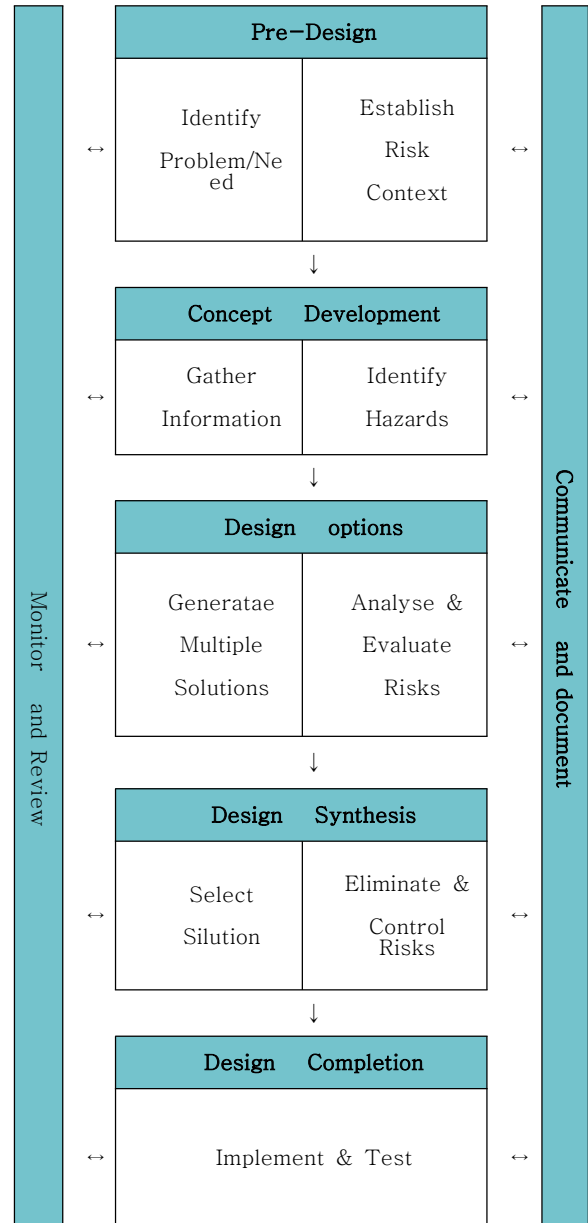 Pre-Design
Identify
Problem/Ne
ed
Establish
Risk
Context
↔
↔
↓
Concept Development
Gather
Information
Identify
Hazards
↔
↔
↓
Design options
Generatae
Multiple
Solutions
Analyse &
Evaluate
Risks
↔
↔
↓
Design Synthesis
Select
Silution
Eliminate &
Control
Risks
↔
↔
↓
Design Completion
Implement & Test
↔
↔
Monitor and Review
Communicate and document